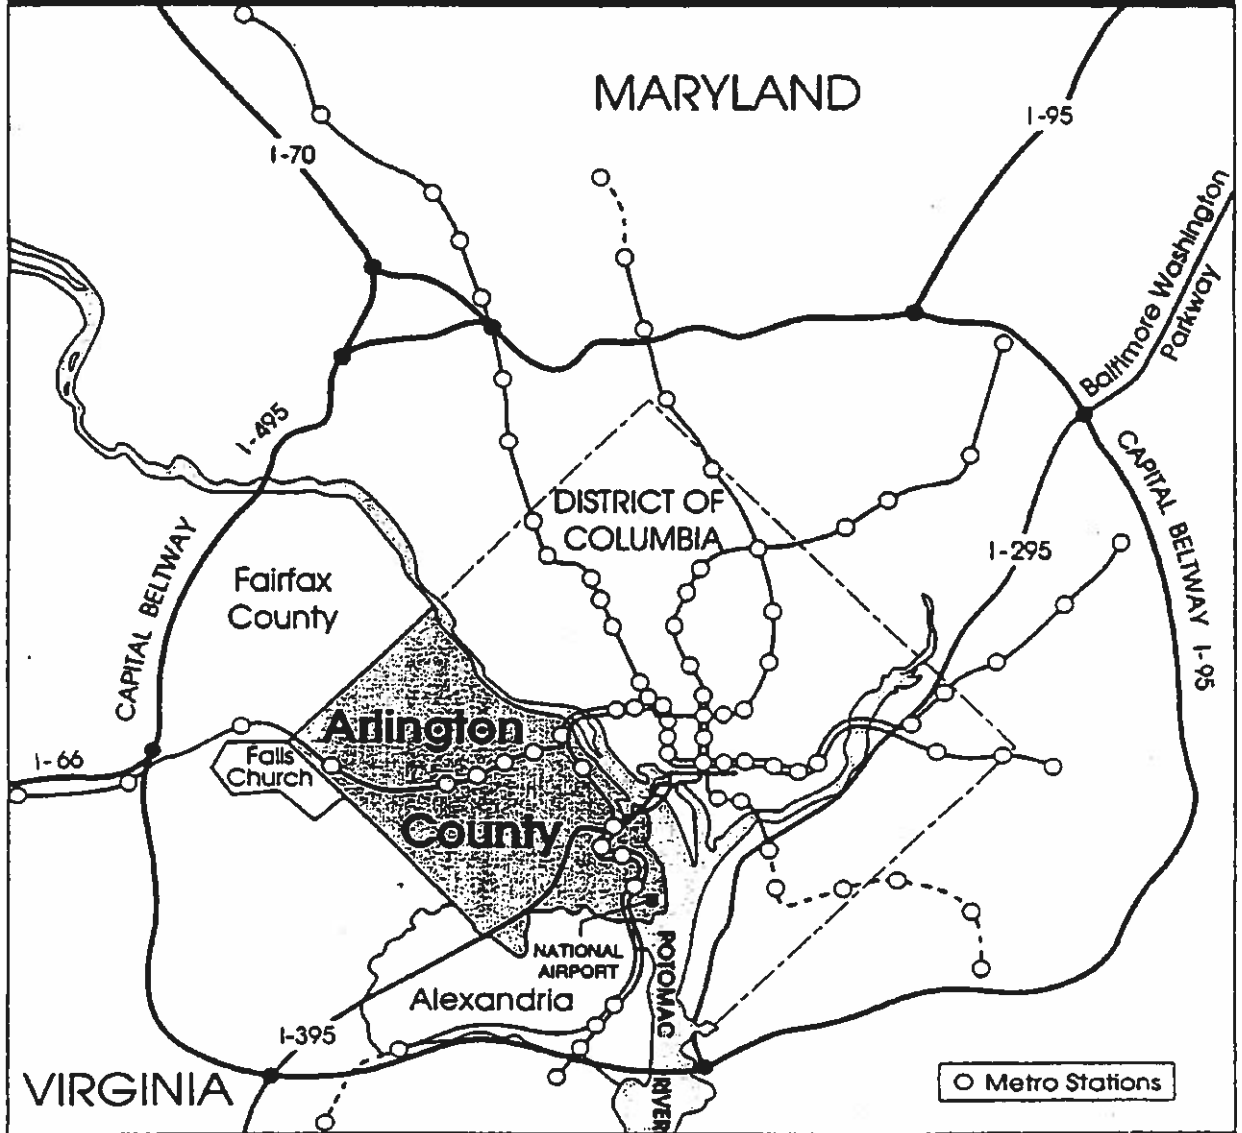 MARYLAND
I-95
I-70
Baltimore Washington
Parkway
I-495
CAPITAL BELTWAY I-95
DISTRICT OF
COLUMBIA
I-295
CAPITAL BELTWAY
Fairfax
County
Arlington
County
I-66
Falls
Church
NATIONAL
AIRPORT
POTOMAC
RIVER
Alexandria
I-395
VIRGINIA
Metro Stations